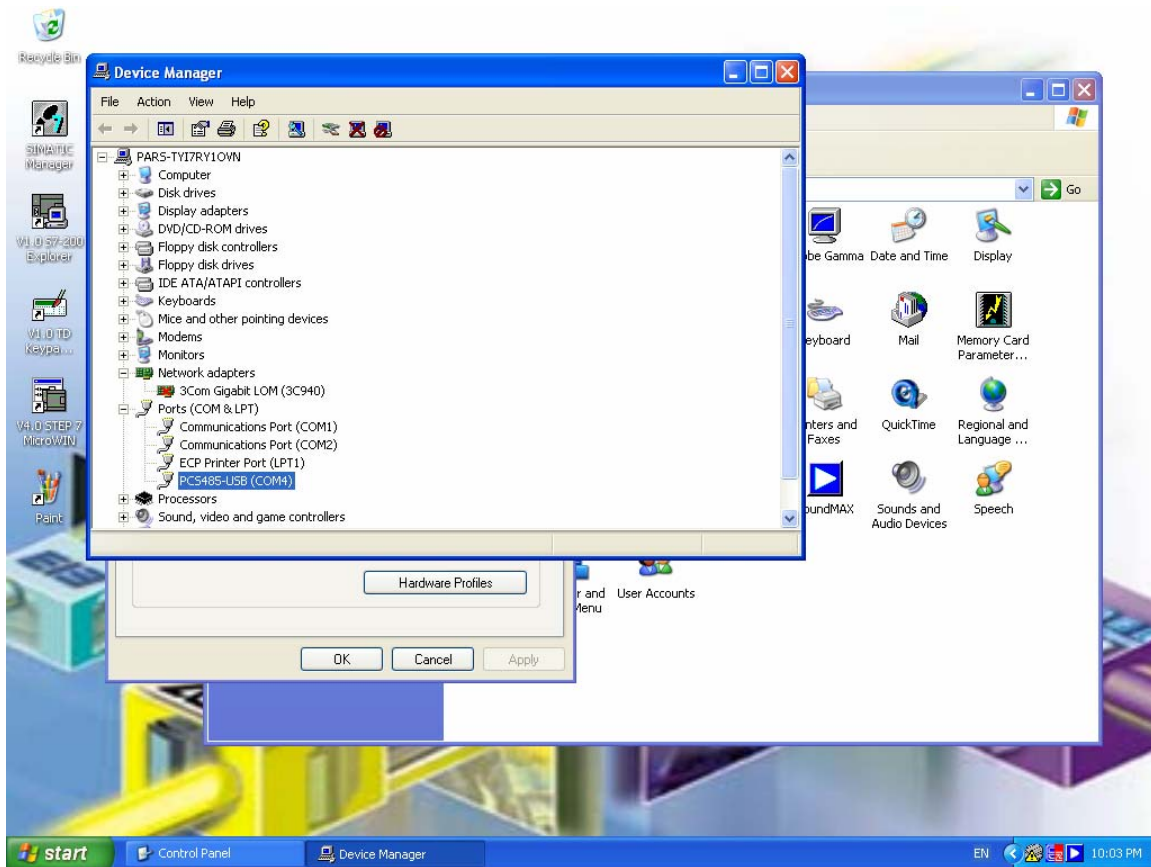 Recycle Bin
SIMATIC
Manager
V1.0 S7-200
Explorer
V1.0 TD
Keypa...
V4.0 STEP 7
MicroWIN
Paint
Device Manager
File Action View Help
PARS-TYI7RY1OVN
Computer
Disk drives
Display adapters
DVD/CD-ROM drives
Floppy disk controllers
Floppy disk drives
IDE ATA/ATAPI controllers
Keyboards
Mice and other pointing devices
Modems
Monitors
Network adapters
3Com Gigabit LOM (3C940)
Ports (COM & LPT)
Communications Port (COM1)
Communications Port (COM2)
ECP Printer Port (LPT1)
PCS485-USB (COM4)
Processors
Sound, video and game controllers
Go
be Gamma
Date and Time
Display
eyboard
Mail
Memory Card
Parameter...
nters and
Faxes
QuickTime
Regional and
Language ...
oundMAX
Sounds and
Audio Devices
Speech
r and
Menu
User Accounts
Hardware Profiles
OK Cancel Apply
start Control Panel Device Manager EN 10:03 PM